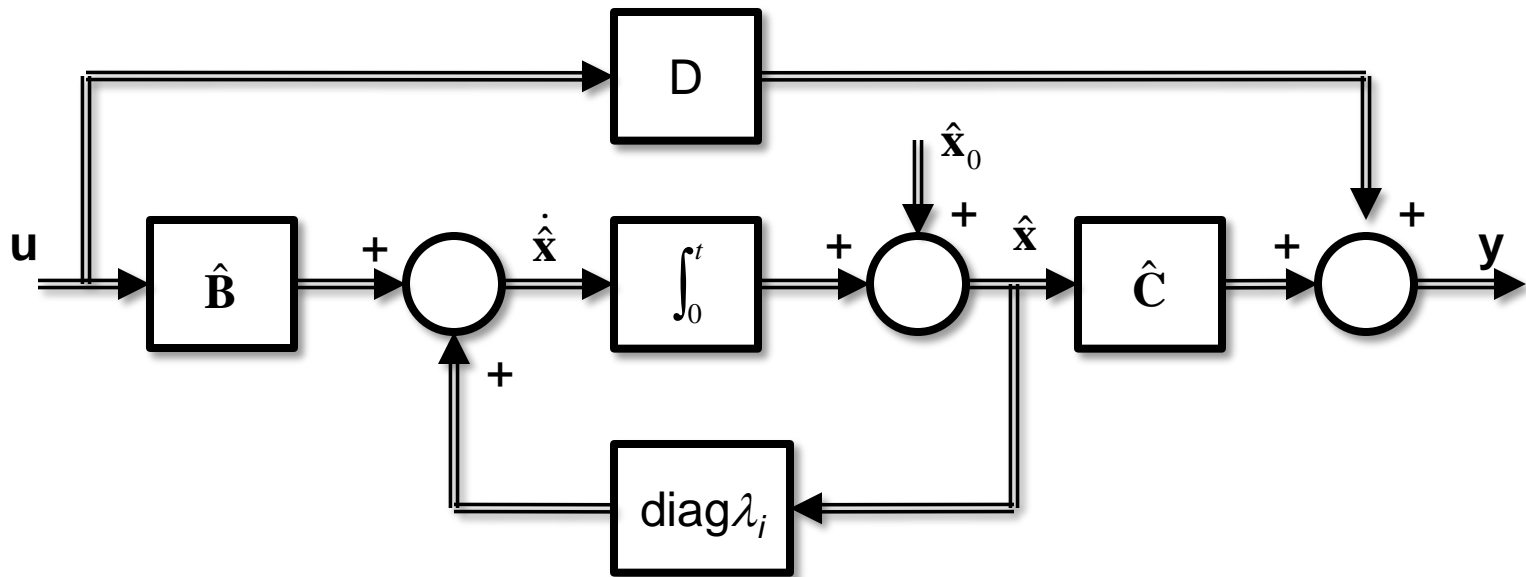 D
x̂₀
+
+
u
B̂
+
ẋ̂
∫₀ᵗ
+
x̂
Ĉ
+
y
+
diagλᵢ